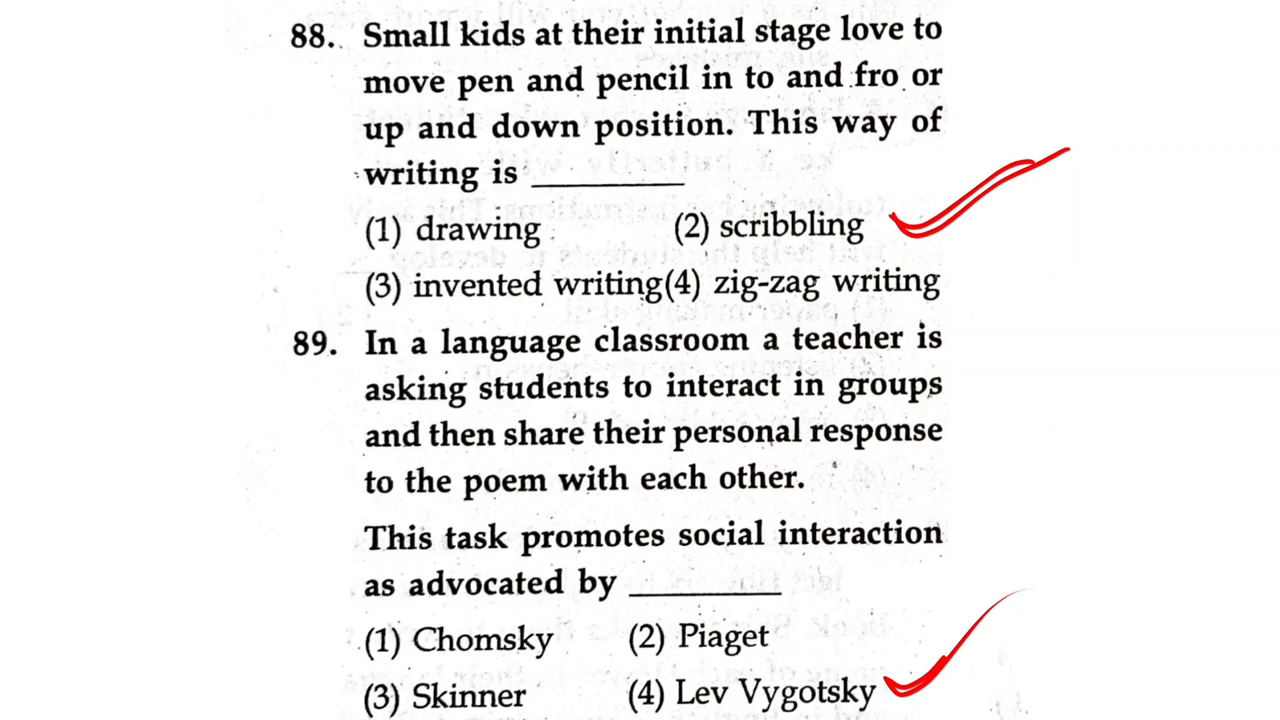 88. Small kids at their initial stage love to
move pen and pencil in to and fro or
up and down position. This way of
writing is __________
(1) drawing (2) scribbling
(3) invented writing(4) zig-zag writing
89. In a language classroom a teacher is
asking students to interact in groups
and then share their personal response
to the poem with each other.
This task promotes social interaction
as advocated by __________
(1) Chomsky (2) Piaget
(3) Skinner (4) Lev Vygotsky